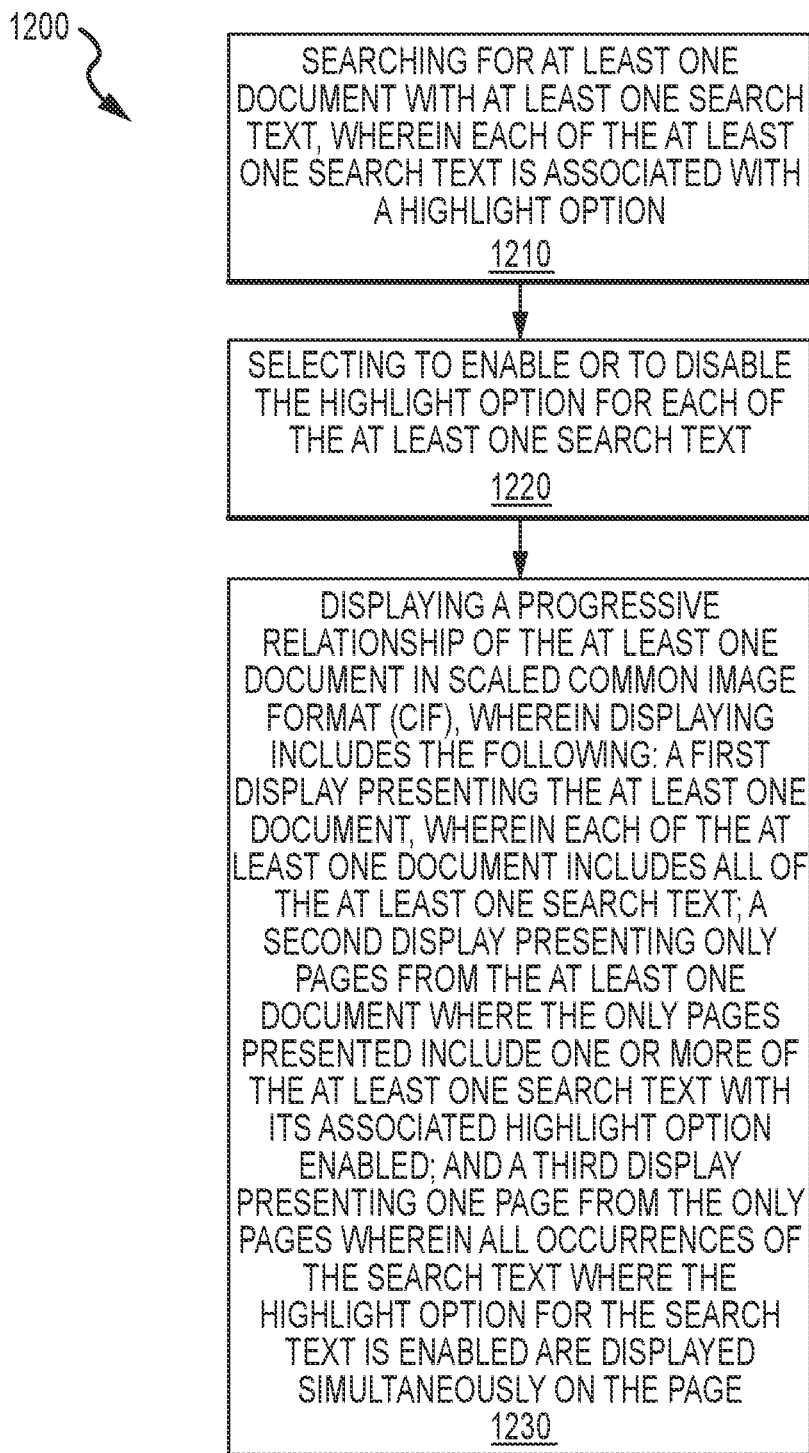 1200
SEARCHING FOR AT LEAST ONE
DOCUMENT WITH AT LEAST ONE SEARCH
TEXT, WHEREIN EACH OF THE AT LEAST
ONE SEARCH TEXT IS ASSOCIATED WITH
A HIGHLIGHT OPTION
1210
SELECTING TO ENABLE OR TO DISABLE
THE HIGHLIGHT OPTION FOR EACH OF
THE AT LEAST ONE SEARCH TEXT
1220
DISPLAYING A PROGRESSIVE
RELATIONSHIP OF THE AT LEAST ONE
DOCUMENT IN SCALED COMMON IMAGE
FORMAT (CIF), WHEREIN DISPLAYING
INCLUDES THE FOLLOWING: A FIRST
DISPLAY PRESENTING THE AT LEAST ONE
DOCUMENT, WHEREIN EACH OF THE AT
LEAST ONE DOCUMENT INCLUDES ALL OF
THE AT LEAST ONE SEARCH TEXT; A
SECOND DISPLAY PRESENTING ONLY
PAGES FROM THE AT LEAST ONE
DOCUMENT WHERE THE ONLY PAGES
PRESENTED INCLUDE ONE OR MORE OF
THE AT LEAST ONE SEARCH TEXT WITH
ITS ASSOCIATED HIGHLIGHT OPTION
ENABLED; AND A THIRD DISPLAY
PRESENTING ONE PAGE FROM THE ONLY
PAGES WHEREIN ALL OCCURRENCES OF
THE SEARCH TEXT WHERE THE
HIGHLIGHT OPTION FOR THE SEARCH
TEXT IS ENABLED ARE DISPLAYED
SIMULTANEOUSLY ON THE PAGE
1230